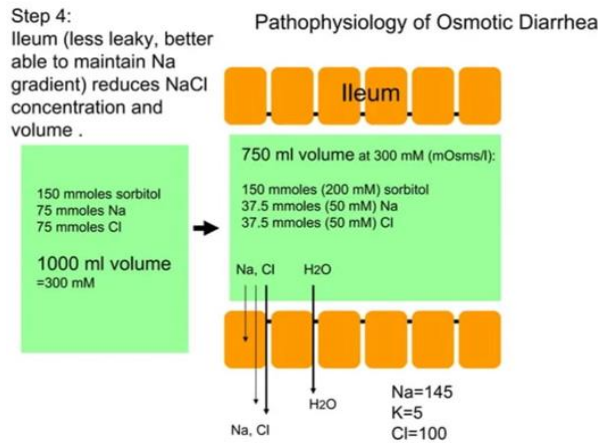 Step 4:
Ileum (less leaky, better
able to maintain Na
gradient) reduces NaCl
concentration and
volume .
Pathophysiology of Osmotic Diarrhea
Ileum
150 mmoles sorbitol
75 mmoles Na
75 mmoles Cl
1000 ml volume
=300 mM
750 ml volume at 300 mM (mOsms/l):
150 mmoles (200 mM) sorbitol
37.5 mmoles (50 mM) Na
37.5 mmoles (50 mM) Cl
Na, Cl
H2O
H2O
Na, Cl
Na=145
K=5
Cl=100